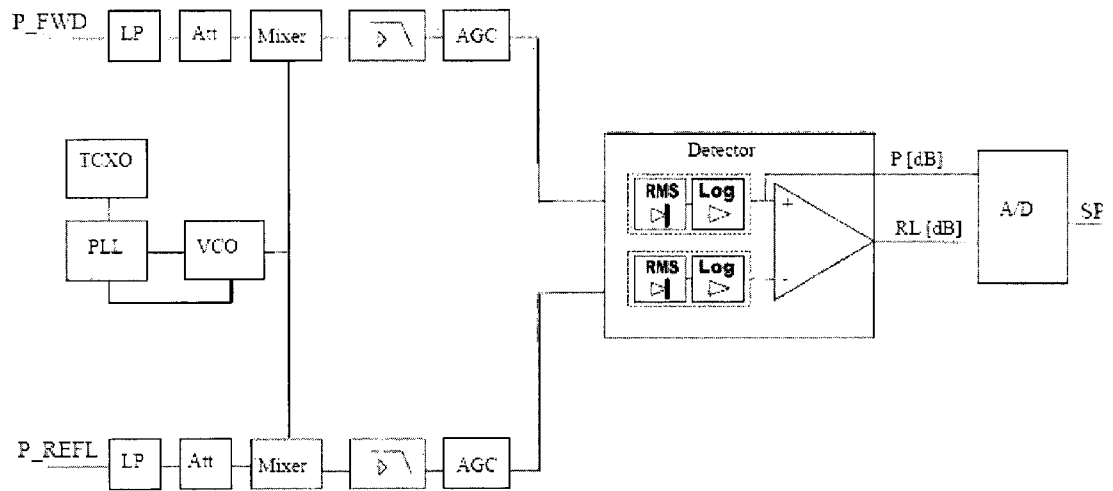 P_FWD
LP
Att
Mixer
AGC
TCXO
PLL
VCO
Detector
RMS
Log
+
RMS
Log
-
P [dB]
RL [dB]
A/D
SP
P_REFL
LP
Att
Mixer
AGC